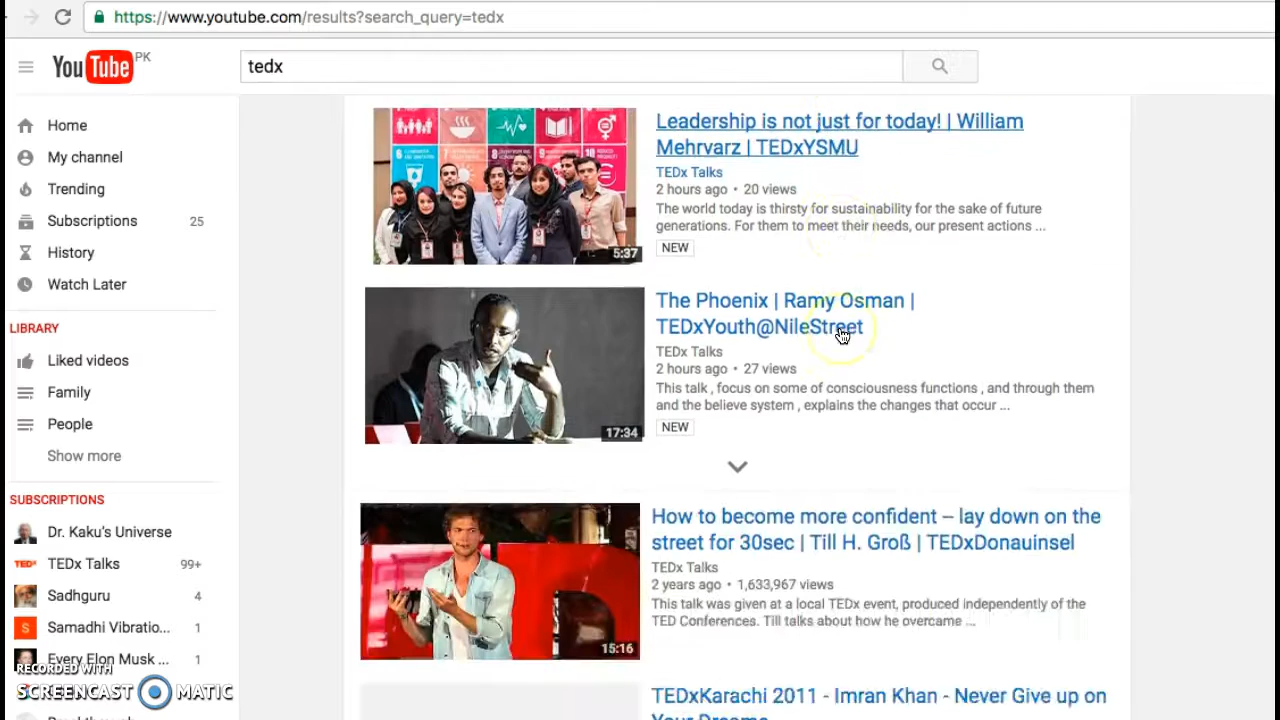 https://www.youtube.com/results?search_query=tedx
YouTube PK
tedx
Home
My channel
Trending
Subscriptions 25
History
Watch Later
LIBRARY
Liked videos
Family
People
Show more
SUBSCRIPTIONS
Dr. Kaku's Universe
TEDx Talks 99+
Sadhguru 4
S Samadhi Vibratio... 1
Every Elon Musk ... 1
RECORDED WITH
SCREENCAST MATIC
5:37
Leadership is not just for today! | William
Mehrvarz | TEDxYSMU
TEDx Talks
2 hours ago • 20 views
The world today is thirsty for sustainability for the sake of future
generations. For them to meet their needs, our present actions ...
NEW
17:34
The Phoenix | Ramy Osman |
TEDxYouth@NileStreet
TEDx Talks
2 hours ago • 27 views
This talk , focus on some of consciousness functions , and through them
and the believe system , explains the changes that occur ...
NEW
15:16
How to become more confident – lay down on the
street for 30sec | Till H. Groß | TEDxDonauinsel
TEDx Talks
2 years ago • 1,633,967 views
This talk was given at a local TEDx event, produced independently of the
TED Conferences. Till talks about how he overcame ...
TEDxKarachi 2011 - Imran Khan - Never Give up on
Your Dreams